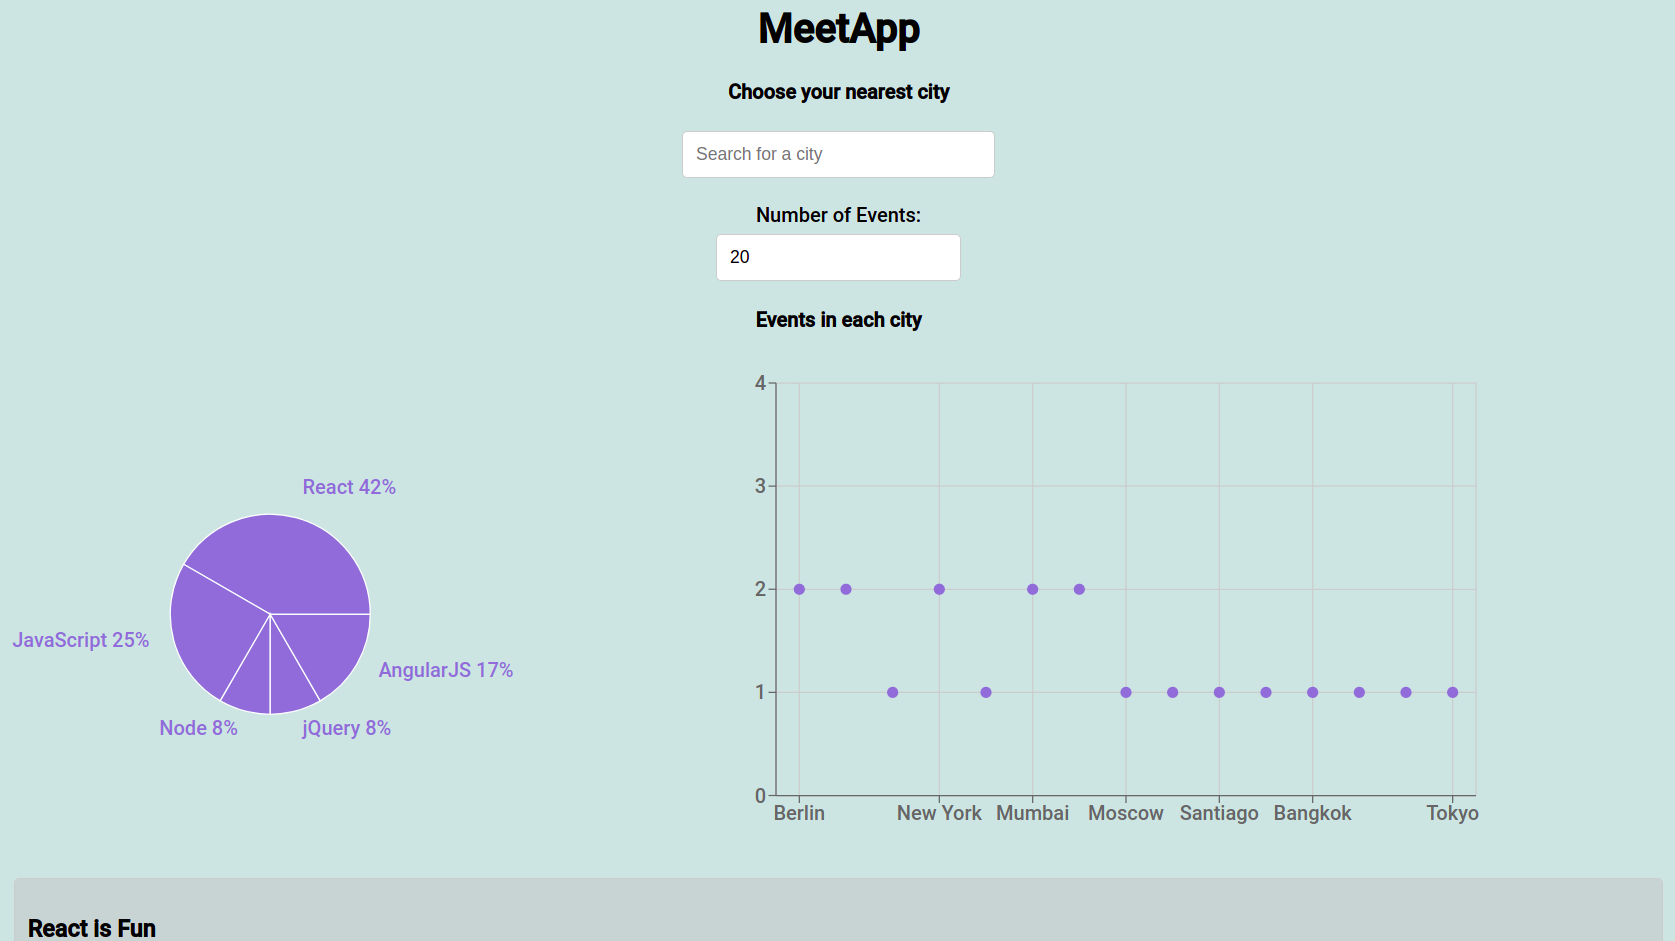 MeetApp
Choose your nearest city
Search for a city
Number of Events:
20
Events in each city
React 42%
JavaScript 25%
AngularJS 17%
Node 8%
jQuery 8%
4
3
2
1
0
Berlin New York Mumbai Moscow Santiago Bangkok Tokyo
React is Fun